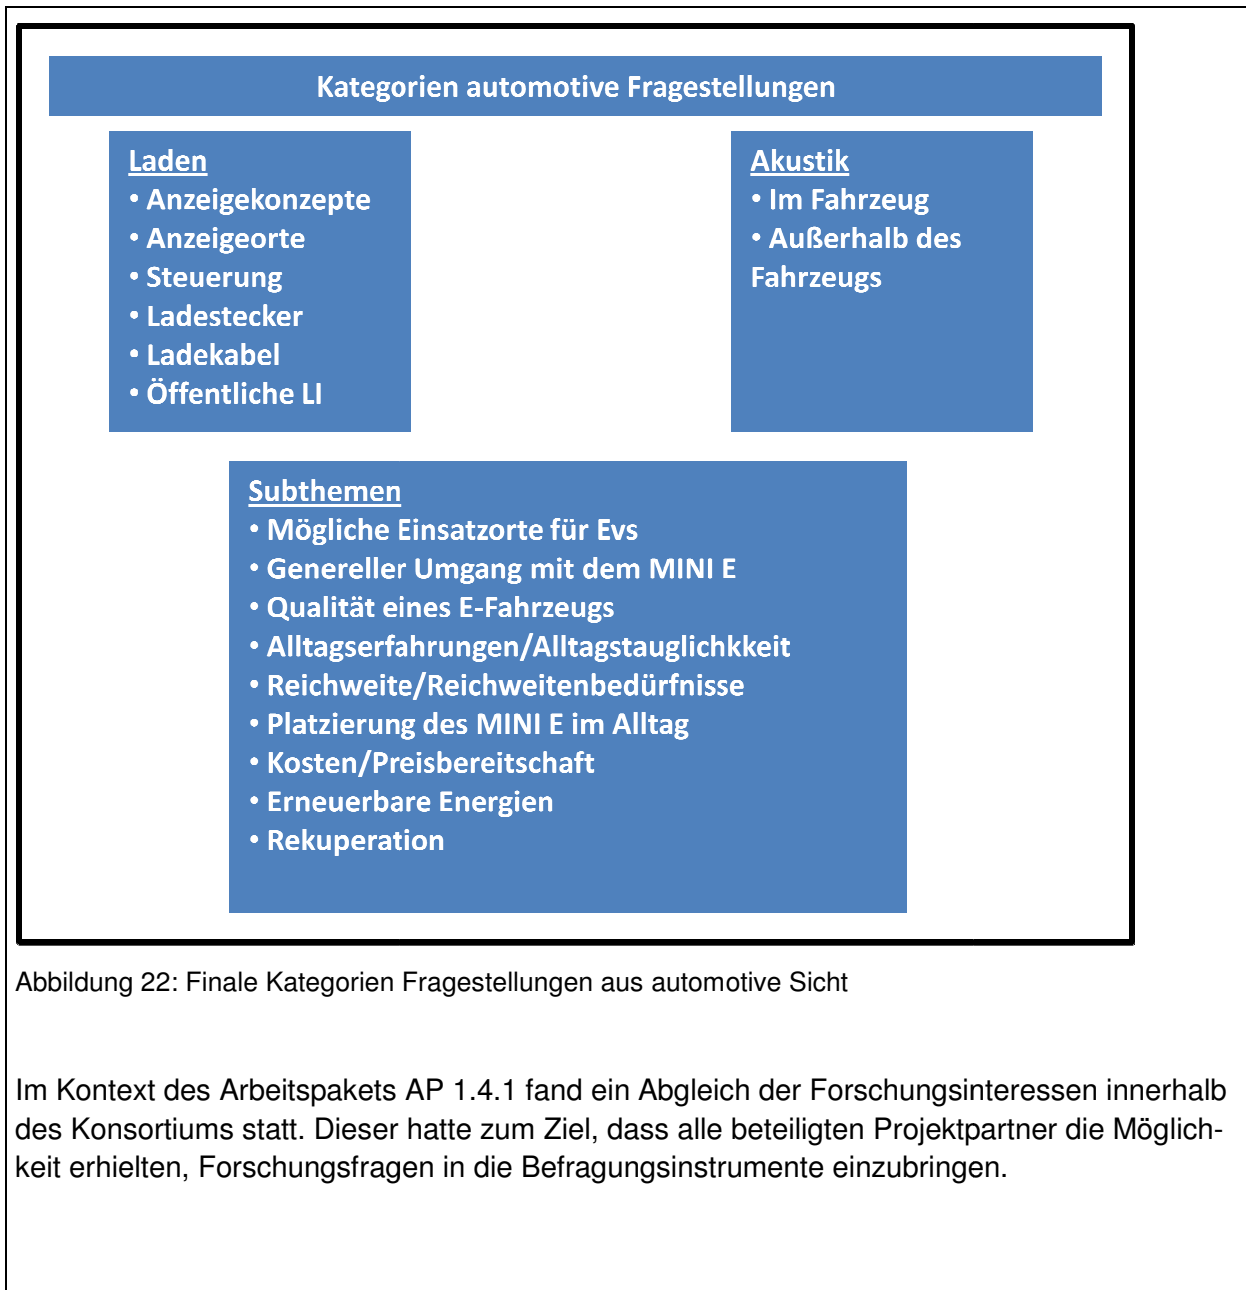 Kategorien automotive Fragestellungen
Laden
• Anzeigekonzepte
• Anzeigeorte
• Steuerung
• Ladestecker
• Ladekabel
• Öffentliche LI
Akustik
• Im Fahrzeug
• Außerhalb des
Fahrzeugs
Subthemen
• Mögliche Einsatzorte für Evs
• Genereller Umgang mit dem MINI E
• Qualität eines E-Fahrzeugs
• Alltagserfahrungen/Alltagstauglichkkeit
• Reichweite/Reichweitenbedürfnisse
• Platzierung des MINI E im Alltag
• Kosten/Preisbereitschaft
• Erneuerbare Energien
• Rekuperation
Abbildung 22: Finale Kategorien Fragestellungen aus automotive Sicht
Im Kontext des Arbeitspakets AP 1.4.1 fand ein Abgleich der Forschungsinteressen innerhalb
des Konsortiums statt. Dieser hatte zum Ziel, dass alle beteiligten Projektpartner die Möglich-
keit erhielten, Forschungsfragen in die Befragungsinstrumente einzubringen.